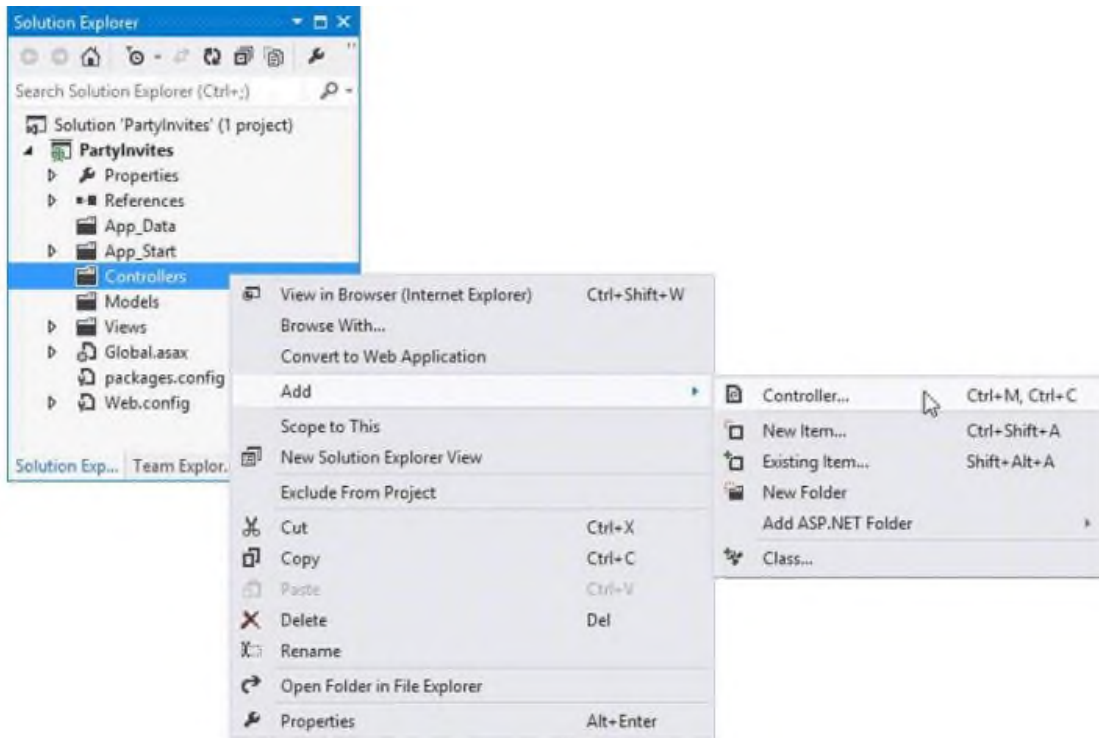 Solution Explorer
Search Solution Explorer (Ctrl+;)
Solution 'PartyInvites' (1 project)
PartyInvites
Properties
References
App_Data
App_Start
Controllers
Models
Views
Global.asax
packages.config
Web.config
Solution Exp... Team Explor...
View in Browser (Internet Explorer) Ctrl+Shift+W
Browse With...
Convert to Web Application
Add
Scope to This
New Solution Explorer View
Exclude From Project
Cut Ctrl+X
Copy Ctrl+C
Paste Ctrl+V
Delete Del
Rename
Open Folder in File Explorer
Properties Alt+Enter
Controller... Ctrl+M, Ctrl+C
New Item... Ctrl+Shift+A
Existing Item... Shift+Alt+A
New Folder
Add ASP.NET Folder
Class...